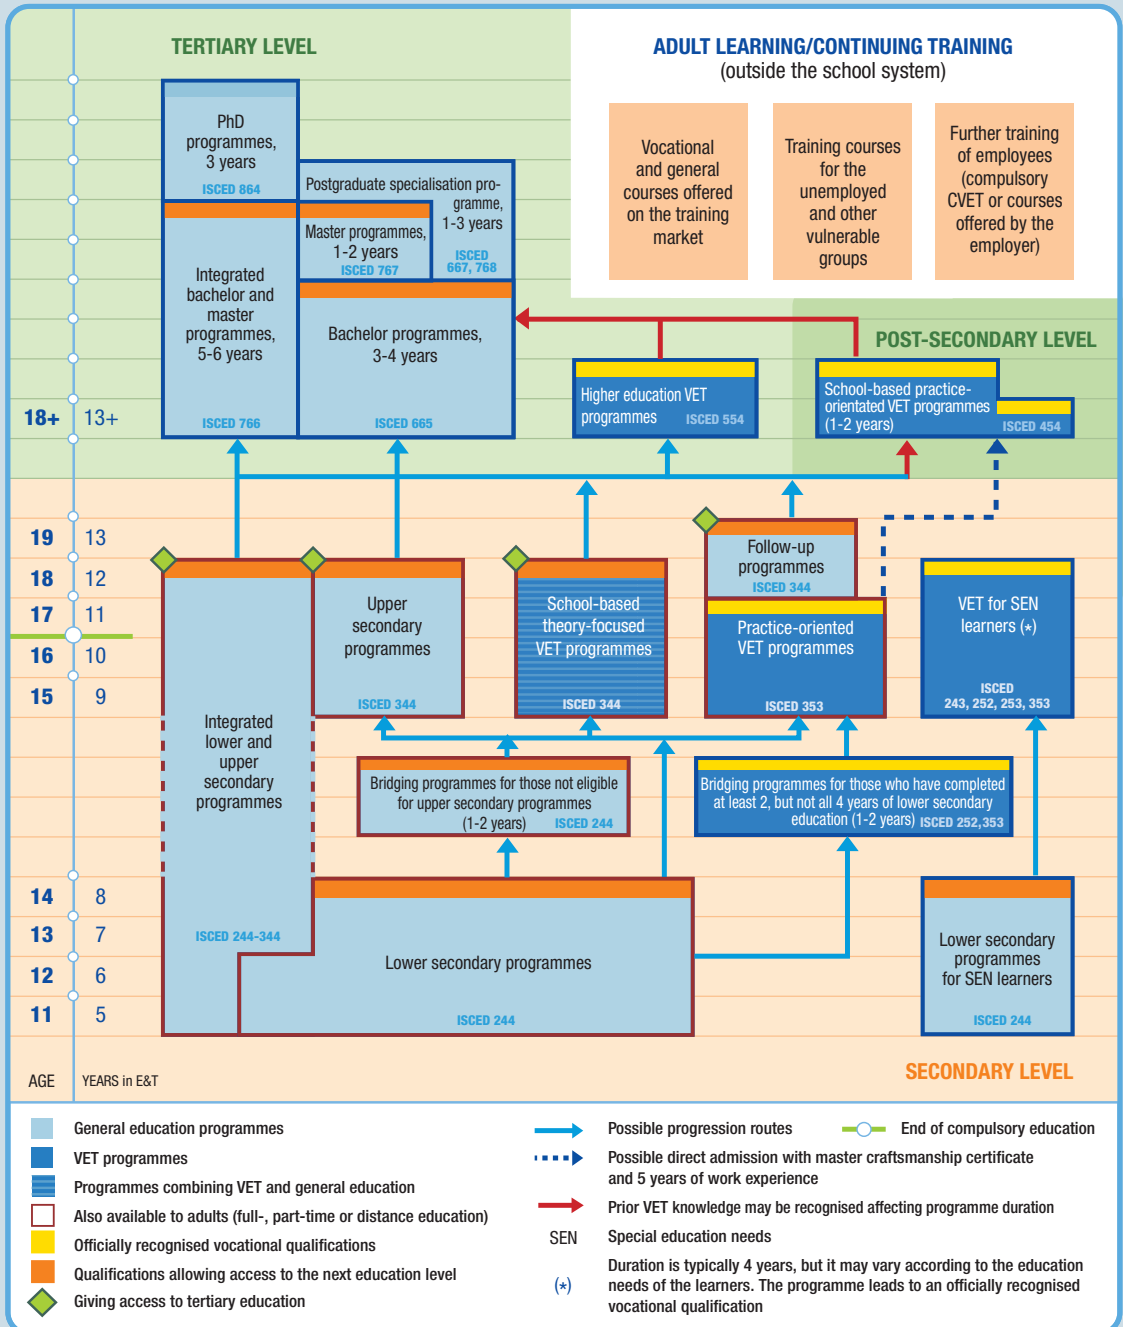 TERTIARY LEVEL
ADULT LEARNING/CONTINUING TRAINING
(outside the school system)
Vocational
and general
courses offered
on the training
market
Training courses
for the
unemployed
and other
vulnerable
groups
Further training
of employees
(compulsory
CVET or courses
offered by the
employer)
PhD
programmes,
3 years
ISCED 864
Postgraduate specialisation pro-
gramme,
1-3 years
ISCED
667, 768
Master programmes,
1-2 years
ISCED 767
Integrated
bachelor and
master
programmes,
5-6 years
ISCED 766
Bachelor programmes,
3-4 years
ISCED 665
POST-SECONDARY LEVEL
Higher education VET
programmes ISCED 554
School-based practice-
orientated VET programmes
(1-2 years)
ISCED 454
18+ 13+
19 13
18 12
17 11
16 10
15 9
14 8
13 7
12 6
11 5
AGE YEARS in E&T
Integrated
lower and
upper
secondary
programmes
ISCED 244-344
Upper
secondary
programmes
ISCED 344
School-based
theory-focused
VET programmes
ISCED 344
Follow-up
programmes
ISCED 344
Practice-oriented
VET programmes
ISCED 353
VET for SEN
learners (*)
ISCED
243, 252, 253, 353
Bridging programmes for those not eligible
for upper secondary programmes
(1-2 years) ISCED 244
Bridging programmes for those who have completed
at least 2, but not all 4 years of lower secondary
education (1-2 years) ISCED 252,353
Lower secondary programmes
ISCED 244
Lower secondary
programmes
for SEN learners
ISCED 244
SECONDARY LEVEL
General education programmes
VET programmes
Programmes combining VET and general education
Also available to adults (full-, part-time or distance education)
Officially recognised vocational qualifications
Qualifications allowing access to the next education level
Giving access to tertiary education
Possible progression routes
End of compulsory education
Possible direct admission with master craftsmanship certificate
and 5 years of work experience
Prior VET knowledge may be recognised affecting programme duration
SEN Special education needs
(*) Duration is typically 4 years, but it may vary according to the education
needs of the learners. The programme leads to an officially recognised
vocational qualification